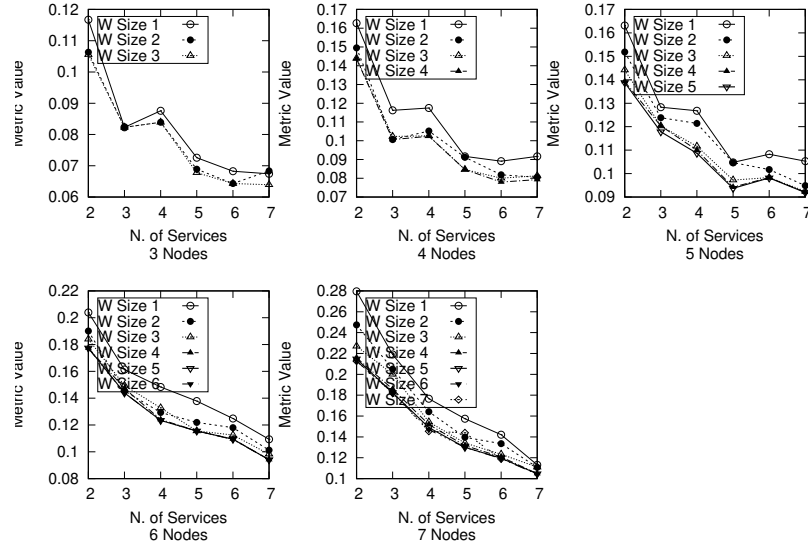 Metric Value
0.12
0.11
0.1
0.09
0.08
0.07
0.06
W Size 1
W Size 2
W Size 3
2 3 4 5 6 7
N. of Services
3 Nodes
Metric Value
0.17
0.16
0.15
0.14
0.13
0.12
0.11
0.1
0.09
0.08
0.07
W Size 1
W Size 2
W Size 3
W Size 4
2 3 4 5 6 7
N. of Services
4 Nodes
Metric Value
0.17
0.16
0.15
0.14
0.13
0.12
0.11
0.1
0.09
W Size 1
W Size 2
W Size 3
W Size 4
W Size 5
2 3 4 5 6 7
N. of Services
5 Nodes
Metric Value
0.22
0.2
0.18
0.16
0.14
0.12
0.1
0.08
W Size 1
W Size 2
W Size 3
W Size 4
W Size 5
W Size 6
2 3 4 5 6 7
N. of Services
6 Nodes
Metric Value
0.28
0.26
0.24
0.22
0.2
0.18
0.16
0.14
0.12
0.1
W Size 1
W Size 2
W Size 3
W Size 4
W Size 5
W Size 6
W Size 7
2 3 4 5 6 7
N. of Services
7 Nodes